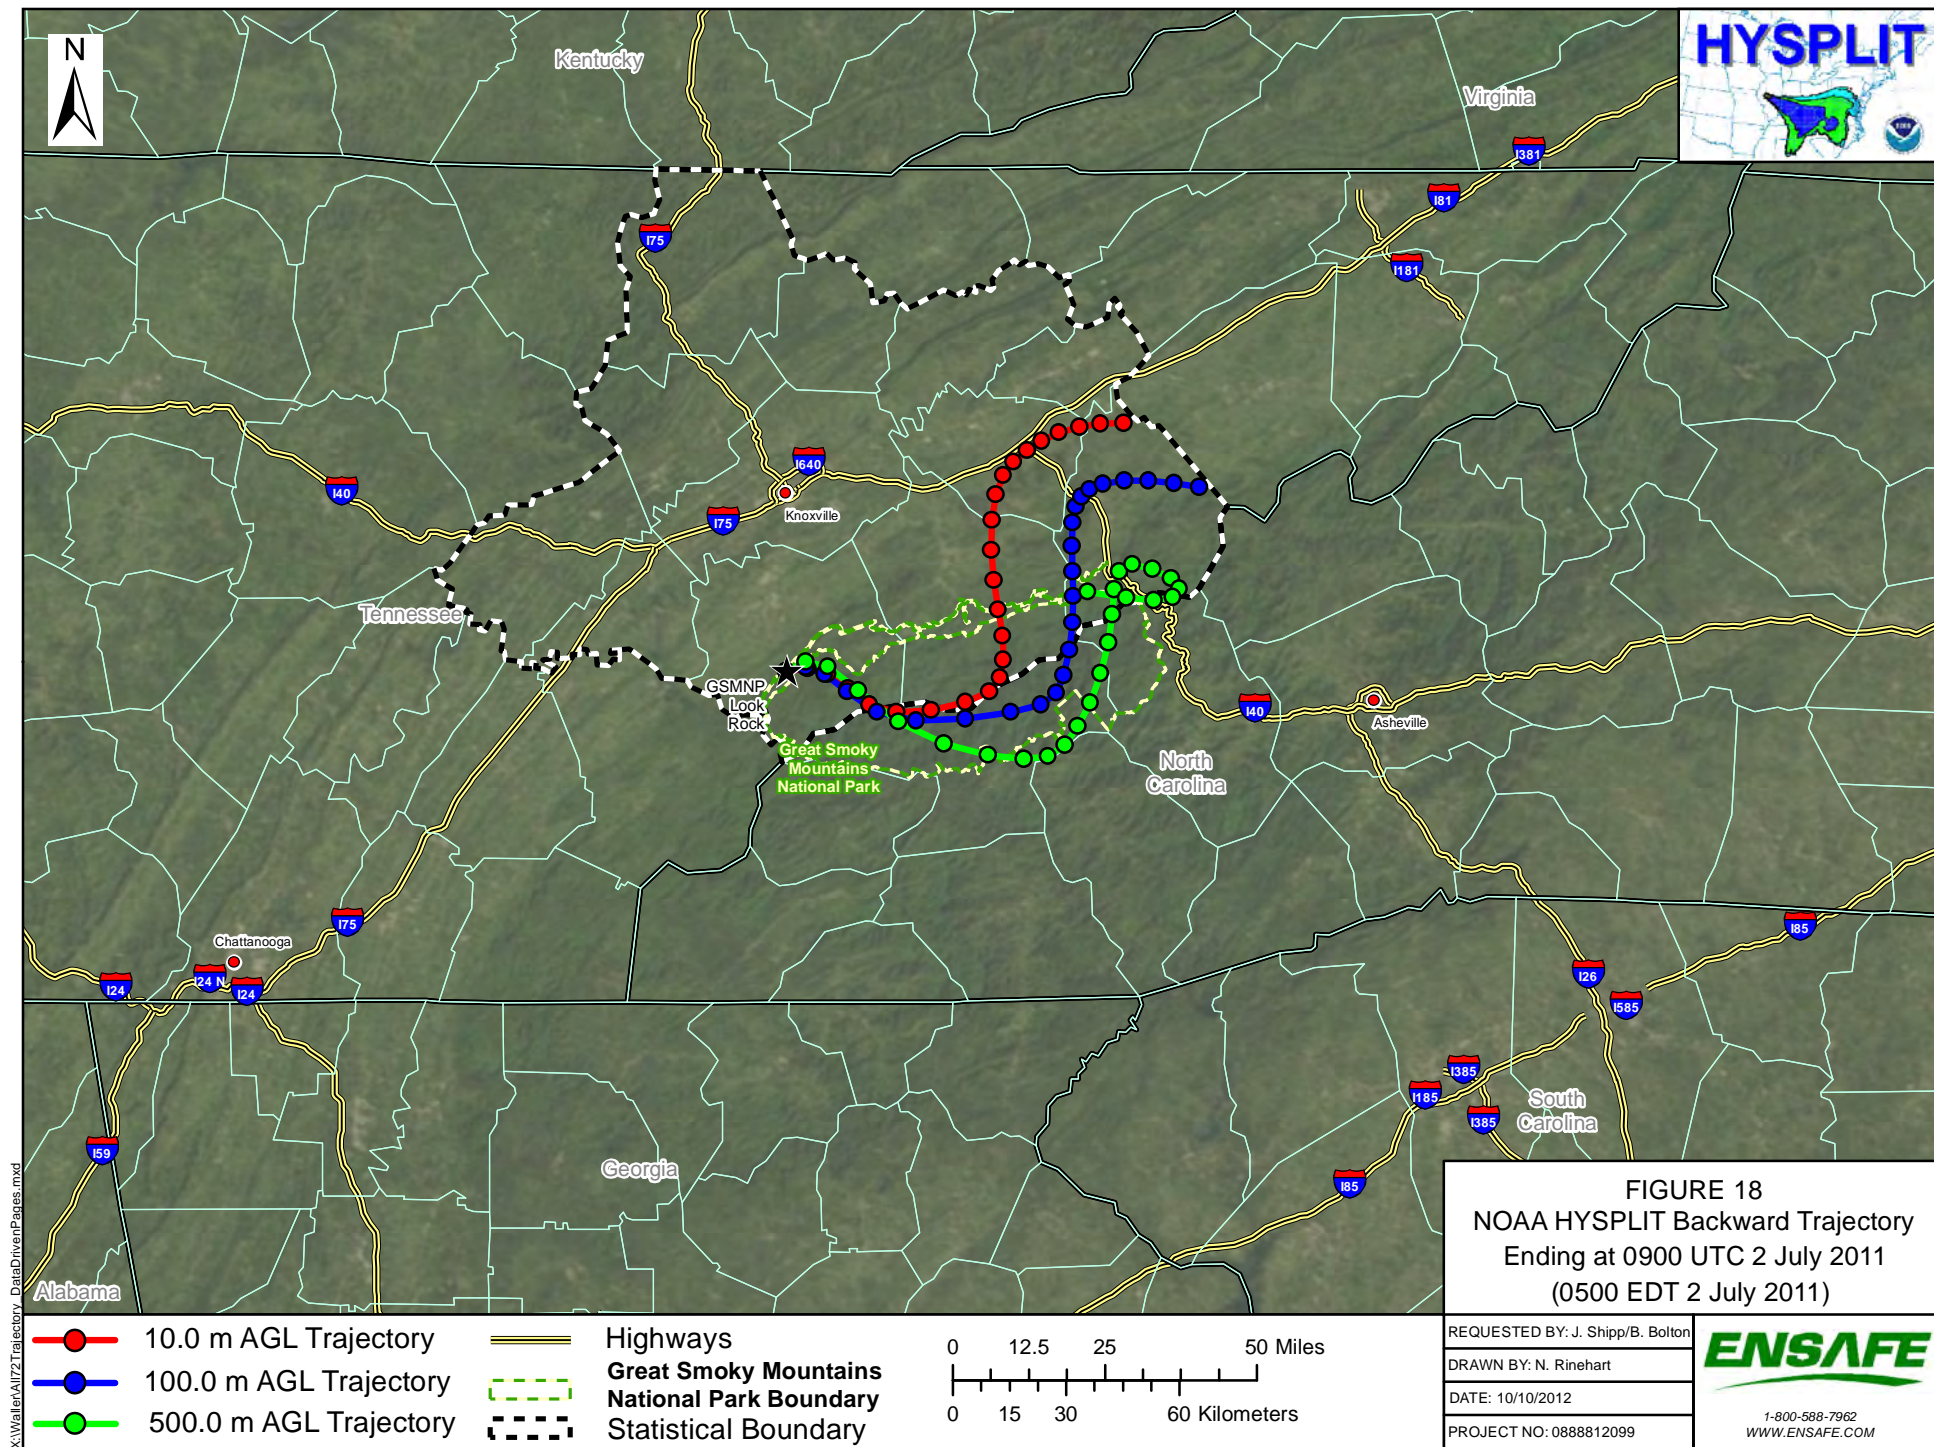 N
Kentucky
Virginia
HYSPLIT
I381
I81
I75
I181
I640
I40
Knoxville
I75
Tennessee
GSMNP
Look
Rock
Great Smoky
Mountains
National Park
I40
Asheville
North
Carolina
I75
Chattanooga
I24
I24 N
I24
I85
I26
I585
I385
I185
I385
South
Carolina
I59
Georgia
I85
Alabama
FIGURE 18
NOAA HYSPLIT Backward Trajectory
Ending at 0900 UTC 2 July 2011
(0500 EDT 2 July 2011)
10.0 m AGL Trajectory
100.0 m AGL Trajectory
500.0 m AGL Trajectory
Highways
Great Smoky Mountains
National Park Boundary
Statistical Boundary
0 12.5 25 50 Miles
0 15 30 60 Kilometers
REQUESTED BY: J. Shipp/B. Bolton
DRAWN BY: N. Rinehart
DATE: 10/10/2012
PROJECT NO: 0888812099
ENSAFE
1-800-588-7962
WWW.ENSAFE.COM